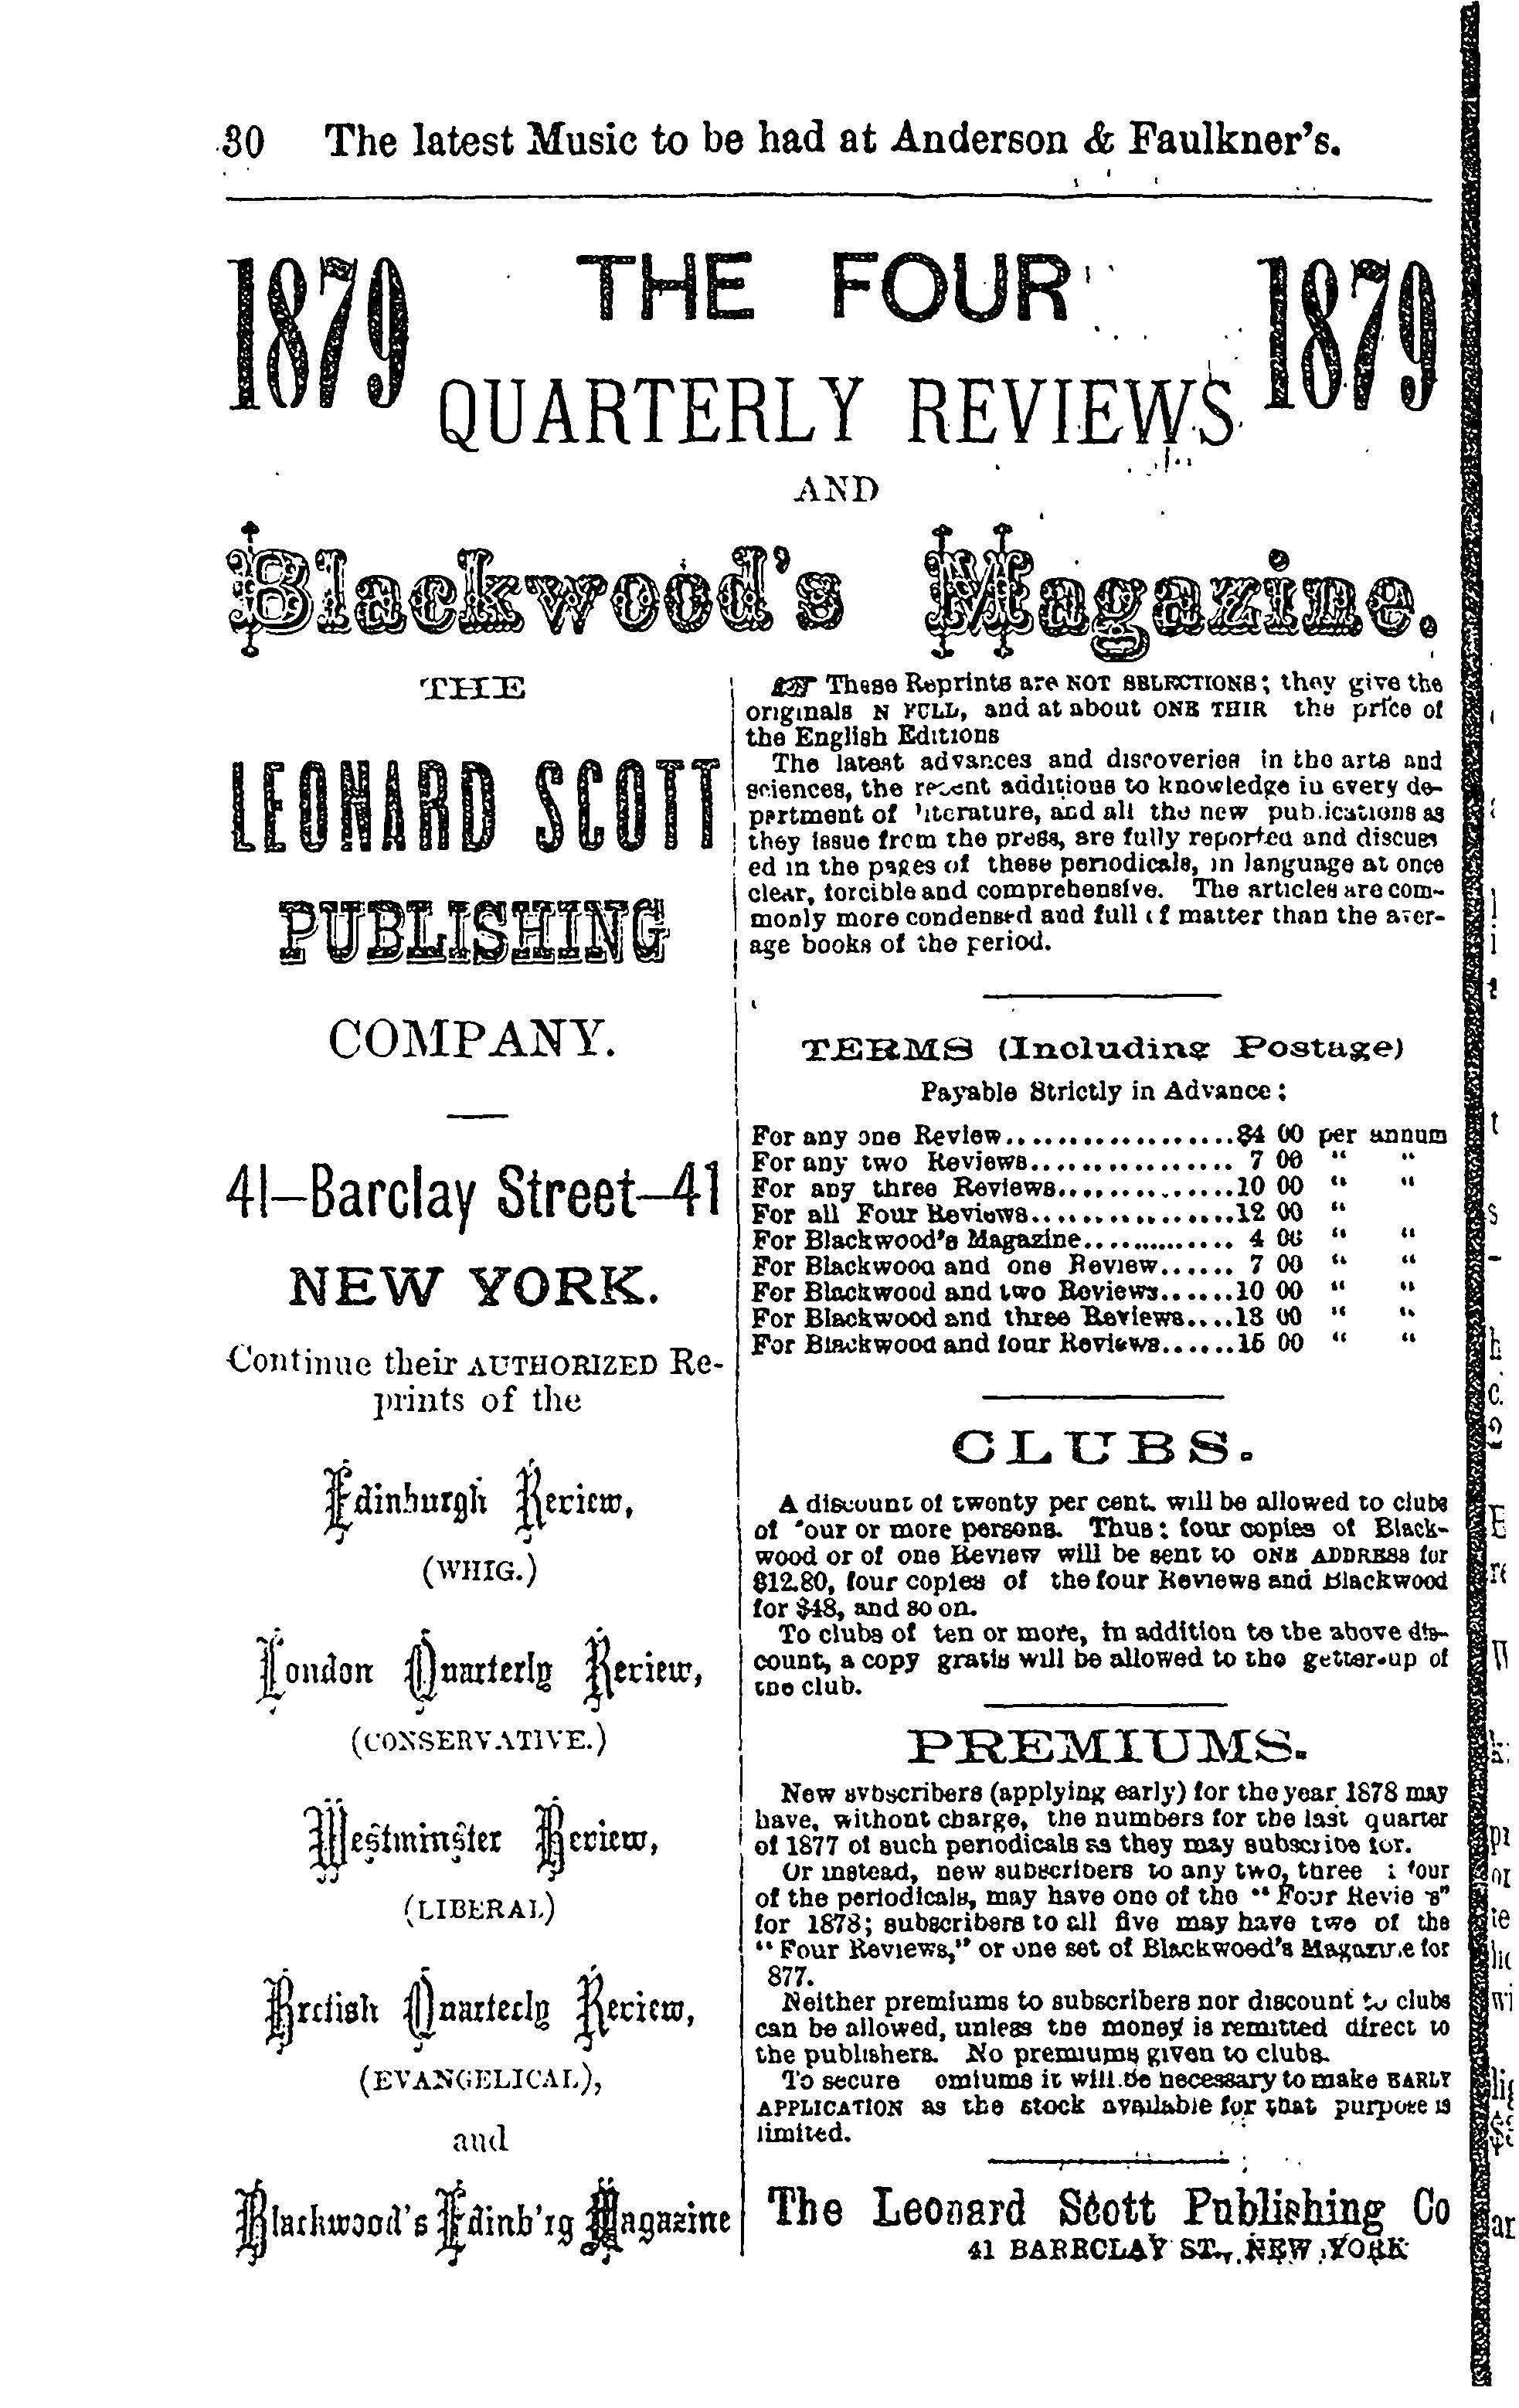 30 The latest Music to be had at Anderson & Faulkner's.
1879 THE FOUR 1879
QUARTERLY REVIEWS
AND
Blackwood's Magazine.
THE
LEONARD SCOTT
PUBLISHING
COMPANY.
41—Barclay Street—41
NEW YORK.
Continue their AUTHORIZED Re-
prints of the
Edinburgh Review,
(WHIG.)
London Quarterly Review,
(CONSERVATIVE.)
Westminster Review,
(LIBERAL)
British Quarterly Review,
(EVANGELICAL),
and
Blackwood's Edinb'rg Magazine
These Reprints are NOT SELECTIONS; they give the
originals N FULL, and at about ONE THIR the price of
the English Editions
The latest advances and discoveries in the arts and
sciences, the recent additions to knowledge in every de-
partment of literature, and all the new publications as
they issue from the press, are fully reported and discuss
ed in the pages of these periodicals, in language at once
clear, forcible and comprehensive. The articles are com-
monly more condensed and full of matter than the aver-
age books of the period.
TERMS (Including Postage)
Payable Strictly in Advance:
For any one Review..................$4 00 per annum
For any two Reviews................ 7 00 " "
For any three Reviews..............10 00 " "
For all Four Reviews................12 00 "
For Blackwood's Magazine............ 4 00 " "
For Blackwood and one Review...... 7 00 " "
For Blackwood and two Reviews......10 00 " "
For Blackwood and three Reviews....13 00 " "
For Blackwood and four Reviews......15 00 " "
CLUBS.
A discount of twenty per cent. will be allowed to clubs
of four or more persons. Thus: four copies of Black-
wood or of one Review will be sent to ONE ADDRESS for
$12.80, four copies of the four Reviews and Blackwood
for $48, and so on.
To clubs of ten or more, in addition to the above dis-
count, a copy gratis will be allowed to the getter-up of
the club.
PREMIUMS.
New svbscribers (applying early) for the year 1878 may
have, without charge, the numbers for the last quarter
of 1877 of such periodicals as they may subscribe for.
Or instead, new subscribers to any two, three : four
of the periodicals, may have one of the "Four Revie s"
for 1878; subscribers to all five may have two of the
"Four Reviews," or one set of Blackwood's Magazine for
877.
Neither premiums to subscribers nor discount to clubs
can be allowed, unless the money is remitted direct to
the publishers. No premiums given to clubs.
To secure emiums it will be necessary to make EARLY
APPLICATION as the stock available for that purpose is
limited.
The Leonard Scott Publishing Co
41 BARRCLAY ST., NEW YORK